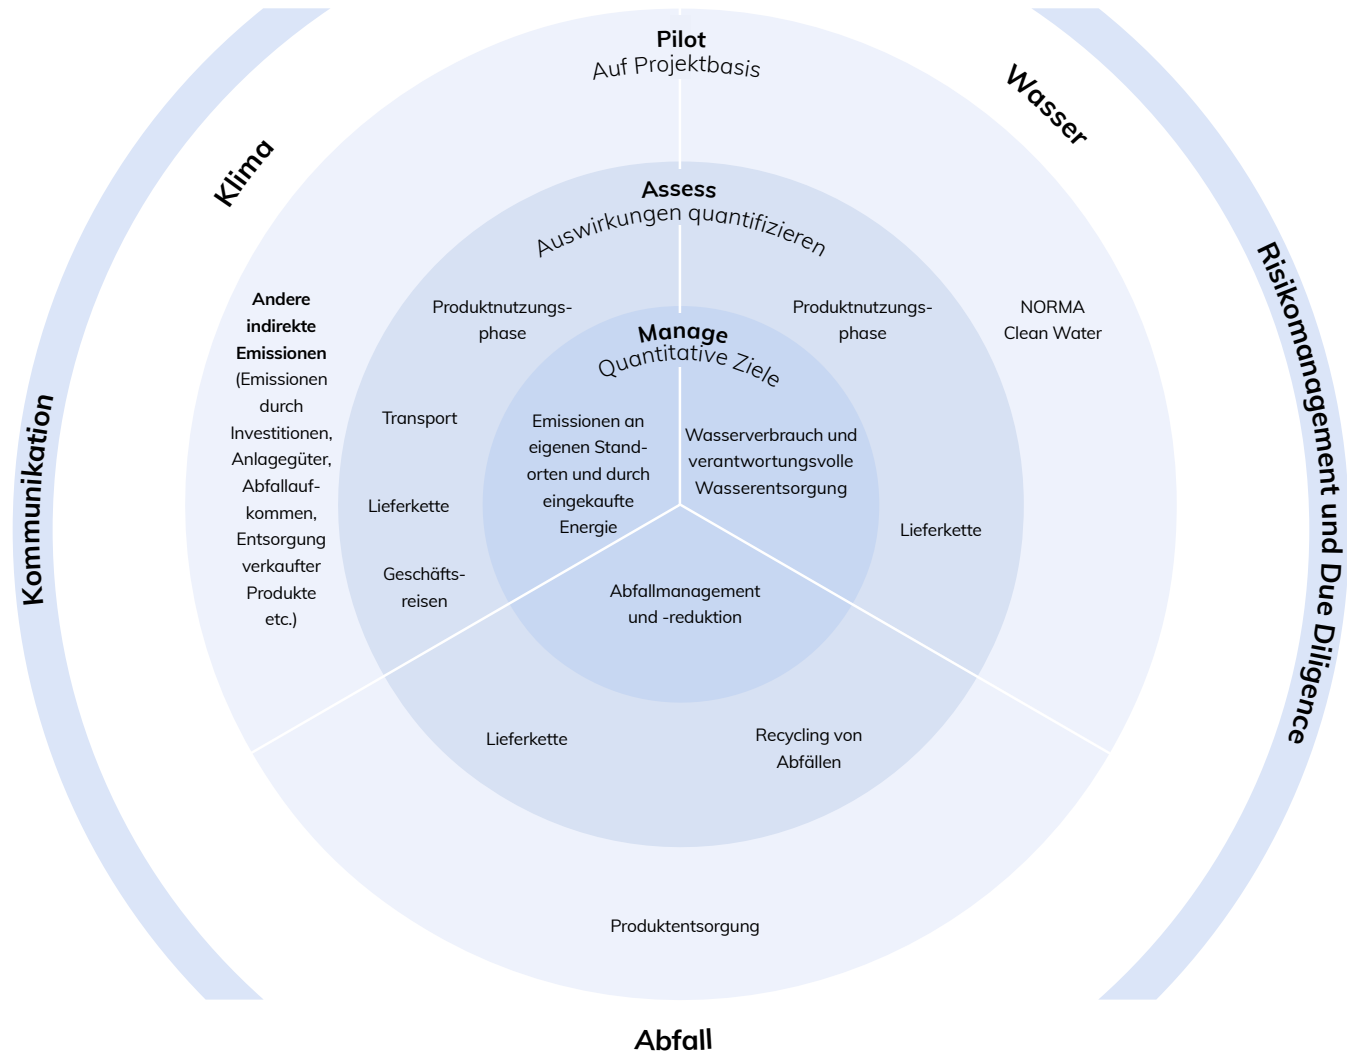 Pilot
Auf Projektbasis
Wasser
Klima
Assess
Auswirkungen quantifizieren
Risikomanagement und Due Diligence
Kommunikation
Andere
indirekte
Emissionen
(Emissionen
durch
Investitionen,
Anlagegüter,
Abfallauf-
kommen,
Entsorgung
verkaufter
Produkte
etc.)
Produktnutzungs-
phase
Transport
Lieferkette
Geschäfts-
reisen
Manage
Quantitative Ziele
Emissionen an
eigenen Stand-
orten und durch
eingekaufte
Energie
Wasserverbrauch und
verantwortungsvolle
Wasserentsorgung
Abfallmanagement
und -reduktion
Produktnutzungs-
phase
Lieferkette
NORMA
Clean Water
Lieferkette
Recycling von
Abfällen
Produktentsorgung
Abfall